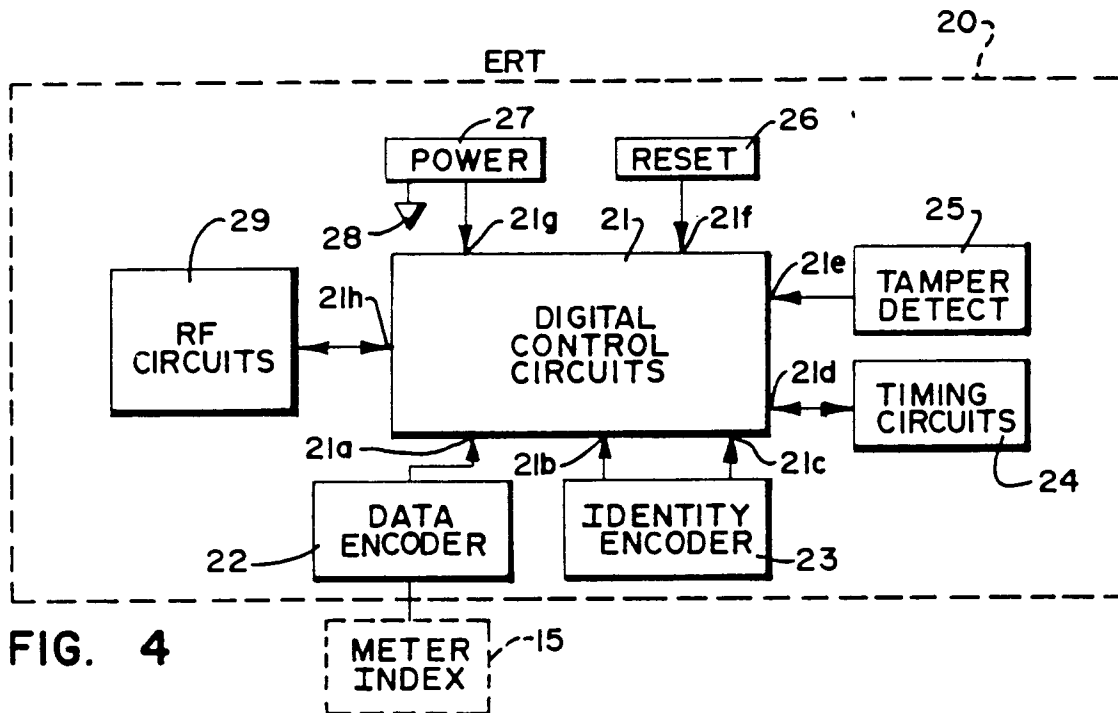 20
ERT
27
POWER
26
RESET
28
21g
21
21f
29
RF
CIRCUITS
21h
DIGITAL
CONTROL
CIRCUITS
21e
25
TAMPER
DETECT
21d
TIMING
CIRCUITS
24
21a
21b
21c
22
DATA
ENCODER
IDENTITY
ENCODER
23
FIG. 4
METER
INDEX
15